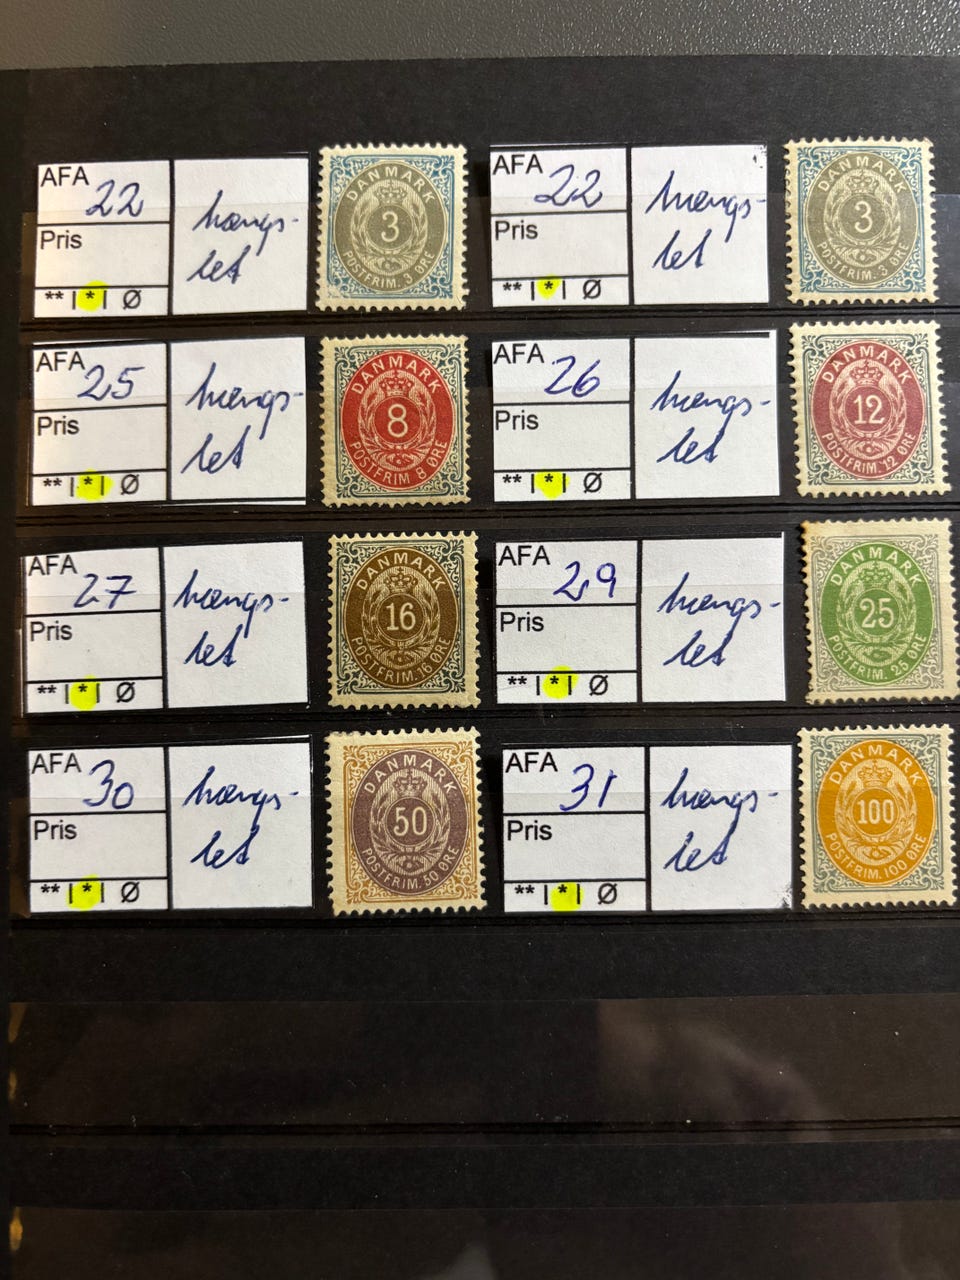 AFA 22
Pris
** | * | Ø
hængs-
let
DANMARK
3
POSTFRIM. 3 ØRE
AFA 22
Pris
** | * | Ø
hængs-
let
DANMARK
3
POSTFRIM. 3 ØRE
AFA 25
Pris
** | * | Ø
hængs-
let
DANMARK
8
POSTFRIM 8 ØRE
AFA 26
Pris
** | * | Ø
hængs-
let
DANMARK
12
POSTFRIM. 12 ØRE
AFA 27
Pris
** | * | Ø
hængs-
let
DANMARK
16
POSTFRIM. 16 ØRE
AFA 29
Pris
** | * | Ø
hængs-
let
DANMARK
25
POSTFRIM. 25 ØRE
AFA 30
Pris
** | * | Ø
hængs-
let
DANMARK
50
POSTFRIM. 50 ØRE
AFA 31
Pris
** | * | Ø
hængs-
let
DANMARK
100
POSTFRIM. 100 ØRE